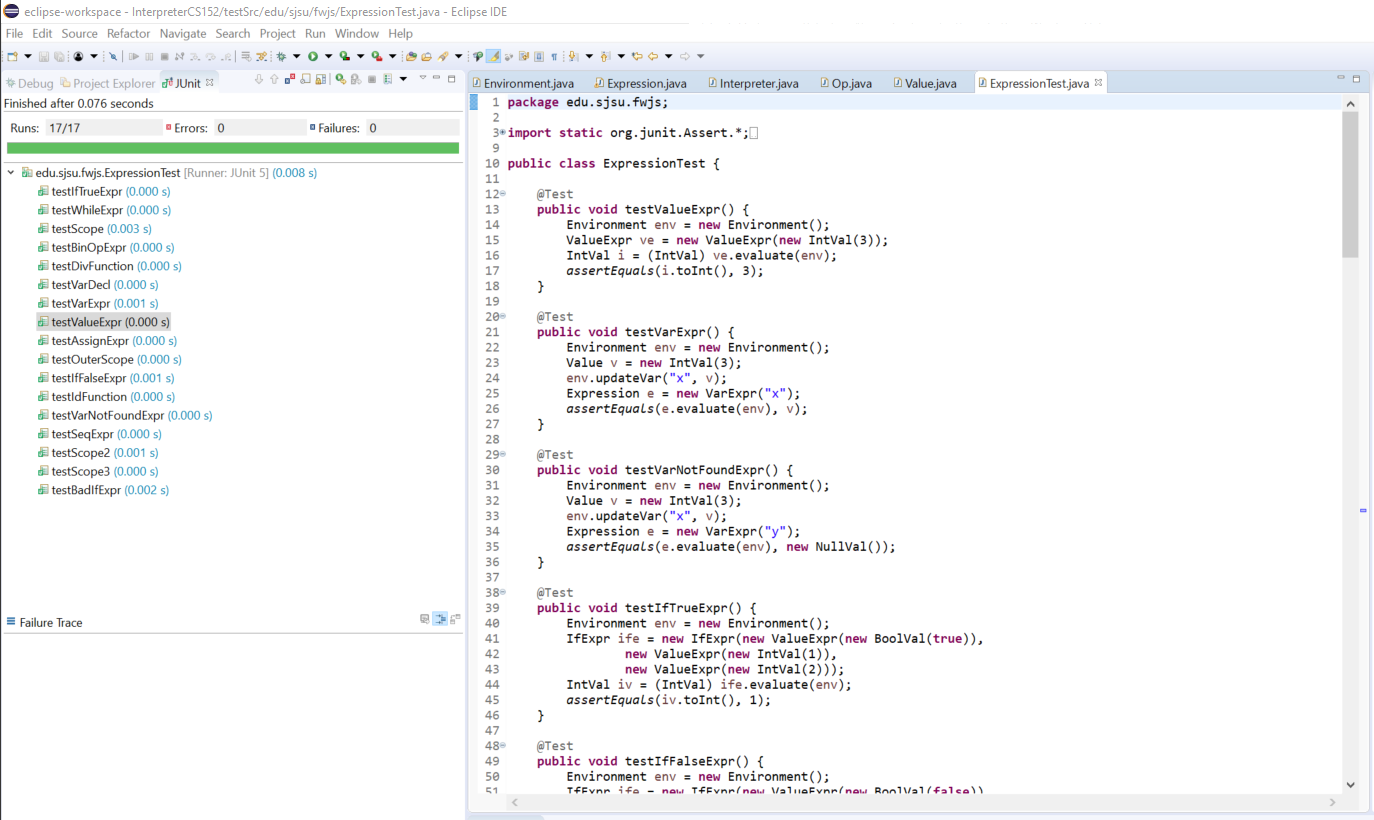 eclipse-workspace - InterpreterCS152/testSrc/edu/sjsu/fwjs/ExpressionTest.java - Eclipse IDE
File Edit Source Refactor Navigate Search Project Run Window Help
Debug Project Explorer JUnit
Finished after 0.076 seconds
Runs: 17/17 Errors: 0 Failures: 0
edu.sjsu.fwjs.ExpressionTest [Runner: JUnit 5] (0.008 s)
testIfTrueExpr (0.000 s)
testWhileExpr (0.000 s)
testScope (0.003 s)
testBinOpExpr (0.000 s)
testDivFunction (0.000 s)
testVarDecl (0.000 s)
testVarExpr (0.001 s)
testValueExpr (0.000 s)
testAssignExpr (0.000 s)
testOuterScope (0.000 s)
testIfFalseExpr (0.001 s)
testIdFunction (0.000 s)
testVarNotFoundExpr (0.000 s)
testSeqExpr (0.000 s)
testScope2 (0.001 s)
testScope3 (0.000 s)
testBadIfExpr (0.002 s)
Failure Trace
Environment.java Expression.java Interpreter.java Op.java Value.java ExpressionTest.java
1 package edu.sjsu.fwjs;
2
3 import static org.junit.Assert.*;
9
10 public class ExpressionTest {
11
12 @Test
13 public void testValueExpr() {
14 Environment env = new Environment();
15 ValueExpr ve = new ValueExpr(new IntVal(3));
16 IntVal i = (IntVal) ve.evaluate(env);
17 assertEquals(i.toInt(), 3);
18 }
19
20 @Test
21 public void testVarExpr() {
22 Environment env = new Environment();
23 Value v = new IntVal(3);
24 env.updateVar("x", v);
25 Expression e = new VarExpr("x");
26 assertEquals(e.evaluate(env), v);
27 }
28
29 @Test
30 public void testVarNotFoundExpr() {
31 Environment env = new Environment();
32 Value v = new IntVal(3);
33 env.updateVar("x", v);
34 Expression e = new VarExpr("y");
35 assertEquals(e.evaluate(env), new NullVal());
36 }
37
38 @Test
39 public void testIfTrueExpr() {
40 Environment env = new Environment();
41 IfExpr ife = new IfExpr(new ValueExpr(new BoolVal(true)),
42 new ValueExpr(new IntVal(1)),
43 new ValueExpr(new IntVal(2)));
44 IntVal iv = (IntVal) ife.evaluate(env);
45 assertEquals(iv.toInt(), 1);
46 }
47
48 @Test
49 public void testIfFalseExpr() {
50 Environment env = new Environment();
51 IfExpr ife = new IfExpr(new ValueExpr(new BoolVal(false)),